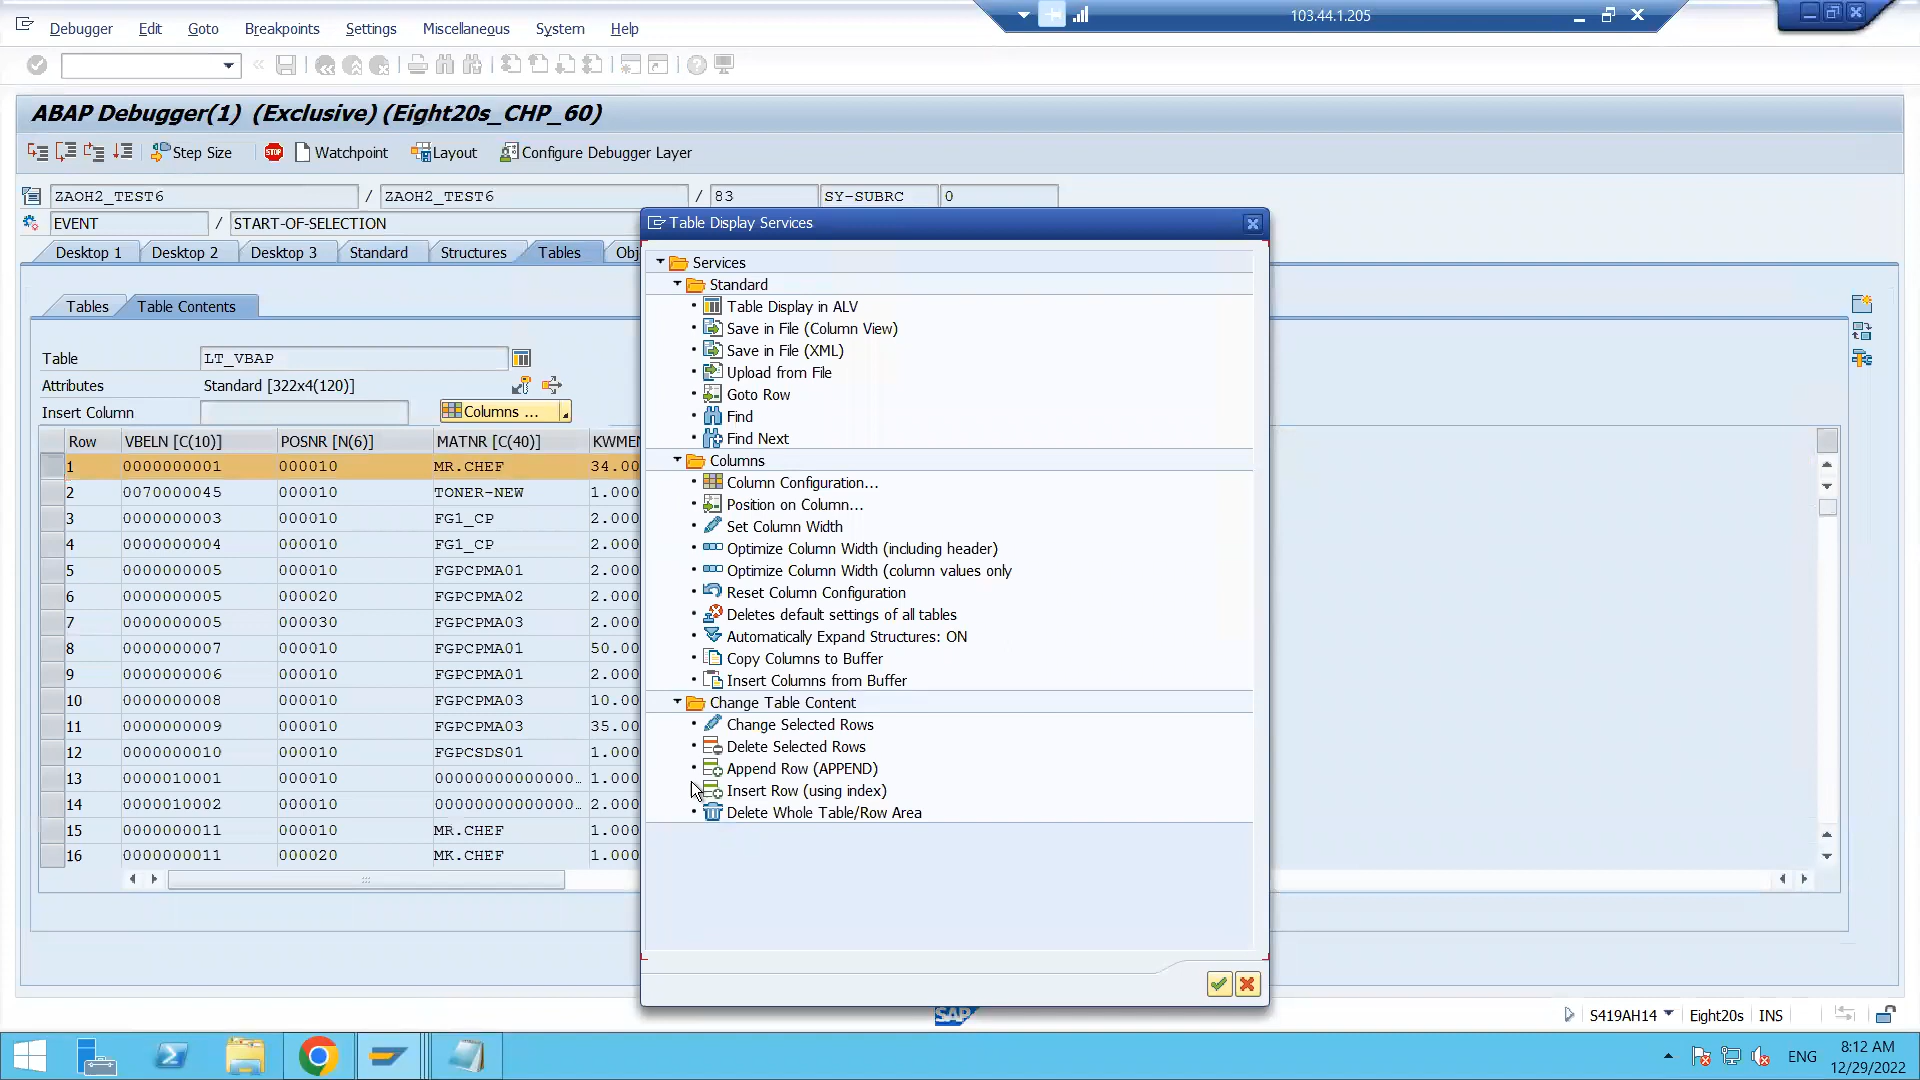 103.44.1.205
Debugger Edit Goto Breakpoints Settings Miscellaneous System Help
ABAP Debugger(1) (Exclusive) (Eight20s_CHP_60)
Step Size STOP Watchpoint Layout Configure Debugger Layer
ZAOH2_TEST6 / ZAOH2_TEST6 / 83 SY-SUBRC 0
EVENT / START-OF-SELECTION
Desktop 1 Desktop 2 Desktop 3 Standard Structures Tables Obj
Tables Table Contents
Table LT_VBAP
Attributes Standard [322x4(120)]
Insert Column Columns ...
Row VBELN [C(10)] POSNR [N(6)] MATNR [C(40)] KWMEN
1 0000000001 000010 MR.CHEF 34.00
2 0070000045 000010 TONER-NEW 1.000
3 0000000003 000010 FG1_CP 2.000
4 0000000004 000010 FG1_CP 2.000
5 0000000005 000010 FGPCPMA01 2.000
6 0000000005 000020 FGPCPMA02 2.000
7 0000000005 000030 FGPCPMA03 2.000
8 0000000007 000010 FGPCPMA01 50.00
9 0000000006 000010 FGPCPMA01 2.000
10 0000000008 000010 FGPCPMA03 10.00
11 0000000009 000010 FGPCPMA03 35.00
12 0000000010 000010 FGPCSDS01 1.000
13 0000010001 000010 00000000000000... 1.000
14 0000010002 000010 00000000000000... 2.000
15 0000000011 000010 MR.CHEF 1.000
16 0000000011 000020 MK.CHEF 1.000
Table Display Services
Services
Standard
Table Display in ALV
Save in File (Column View)
Save in File (XML)
Upload from File
Goto Row
Find
Find Next
Columns
Column Configuration...
Position on Column...
Set Column Width
Optimize Column Width (including header)
Optimize Column Width (column values only
Reset Column Configuration
Deletes default settings of all tables
Automatically Expand Structures: ON
Copy Columns to Buffer
Insert Columns from Buffer
Change Table Content
Change Selected Rows
Delete Selected Rows
Append Row (APPEND)
Insert Row (using index)
Delete Whole Table/Row Area
SAP
S419AH14 Eight20s INS
ENG
8:12 AM
12/29/2022